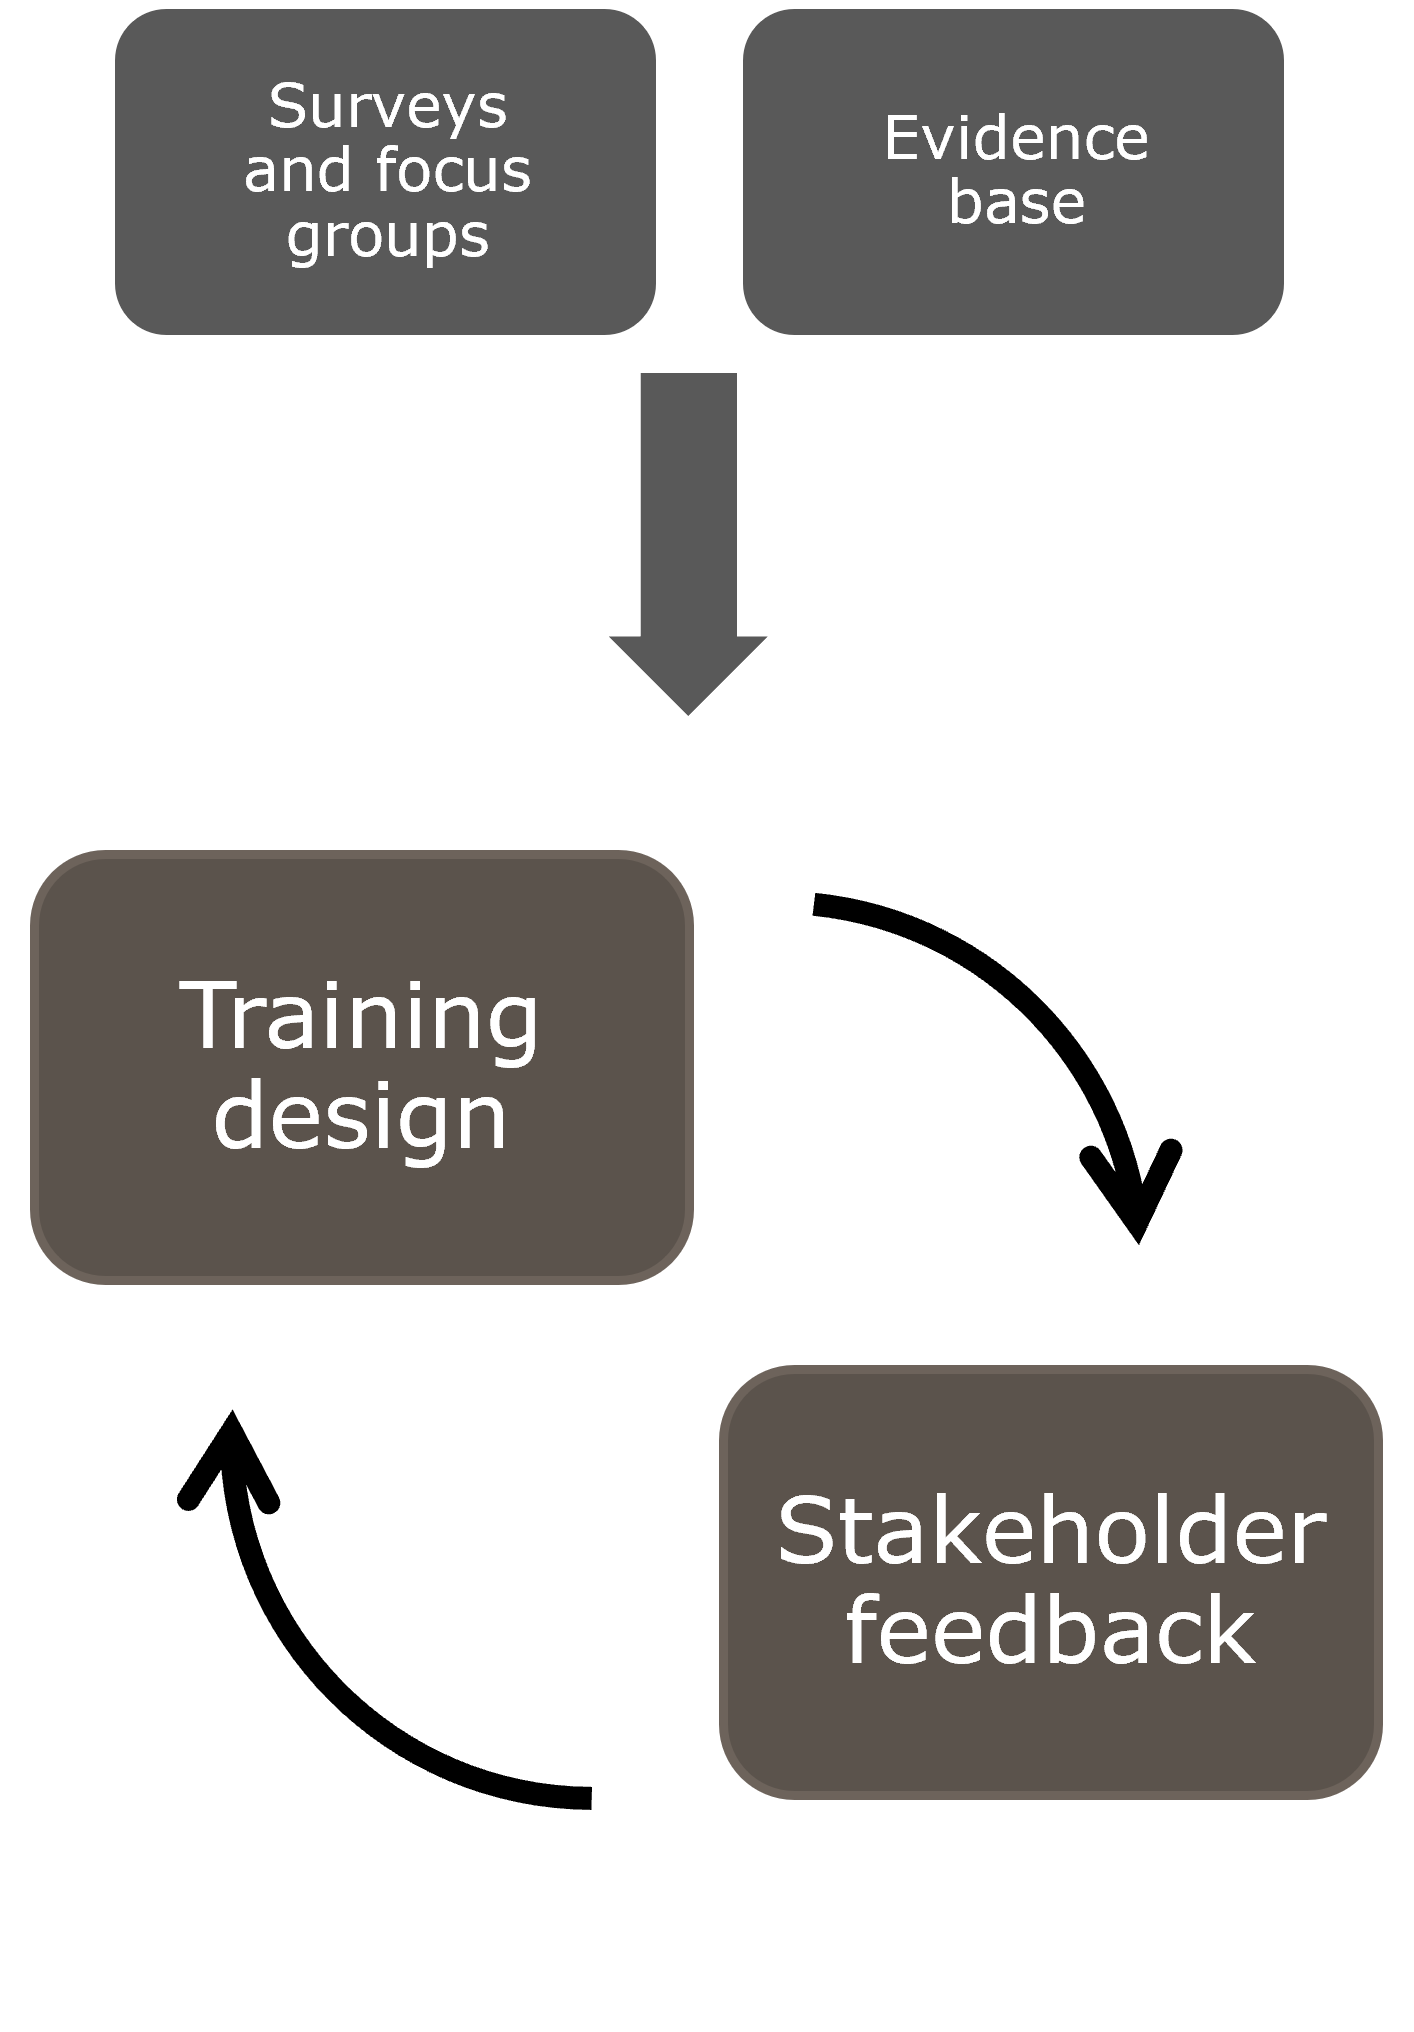 Surveys
and focus
groups
Evidence
base
Training
design
Stakeholder
feedback